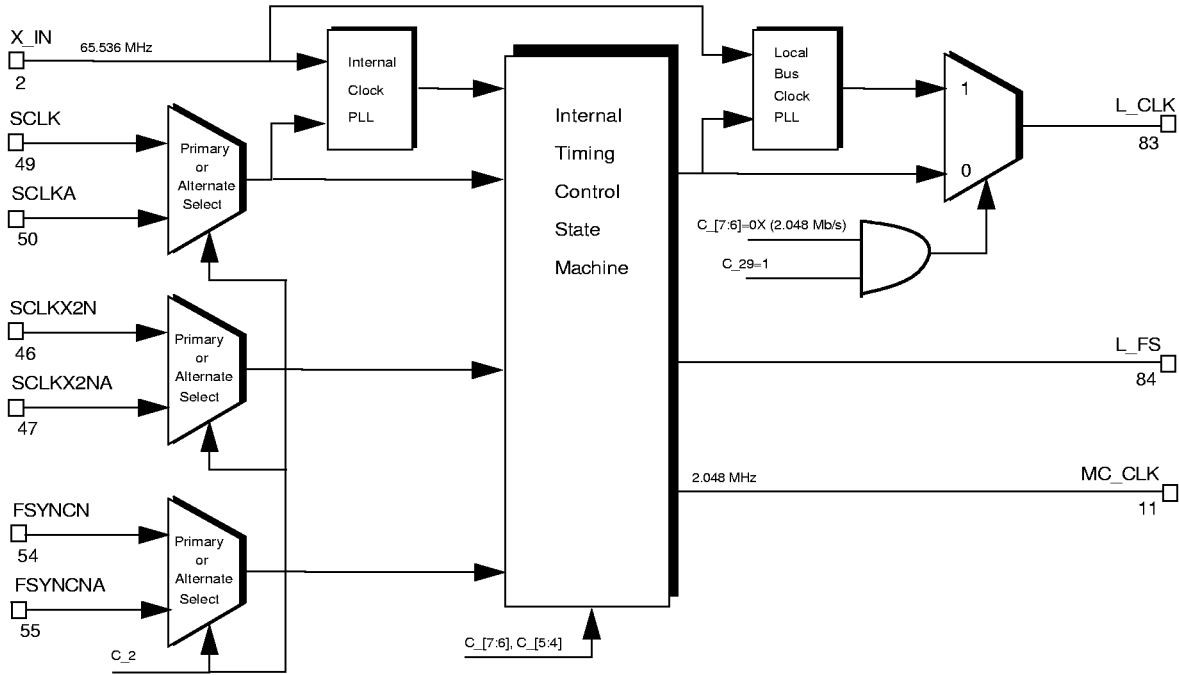 X_IN
65.536 MHz
2
SCLK
49
SCLKA
50
Primary
or
Alternate
Select
Internal
Clock
PLL
SCLKX2N
46
SCLKX2NA
47
Primary
or
Alternate
Select
FSYNCN
54
FSYNCNA
55
Primary
or
Alternate
Select
C_2
Internal
Timing
Control
State
Machine
C_[7:6], C_[5:4]
Local
Bus
Clock
PLL
1
0
C_[7:6]=0X (2.048 Mb/s)
C_29=1
L_CLK
83
L_FS
84
2.048 MHz
MC_CLK
11